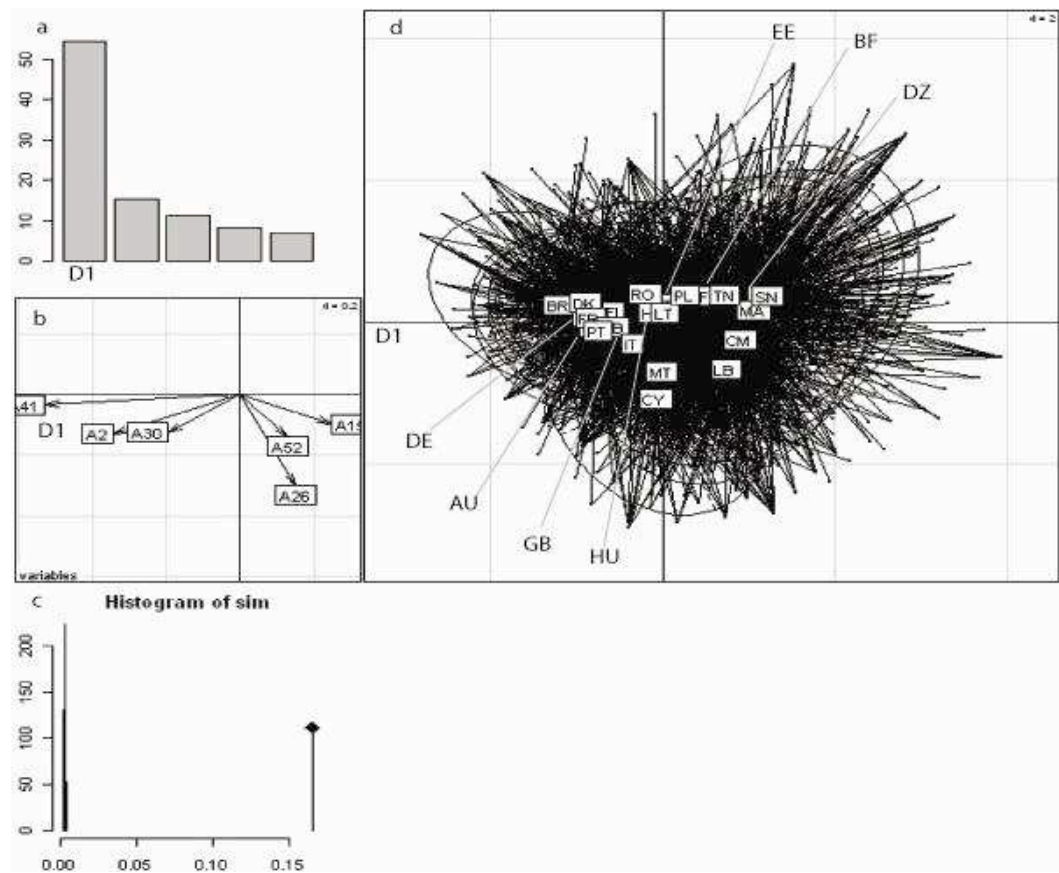 a
50
40
30
20
10
0
D1
b
d = 0.2
A41
D1
A2
A30
A52
A26
variables
c
Histogram of sim
200
150
100
50
0
0.00 0.05 0.10 0.15
d
d = 2
EE
BF
DZ
BR
DK
RO
PL
TN
SN
LT
MA
PT
IT
CM
MT
LB
CY
D1
DE
AU
GB
HU